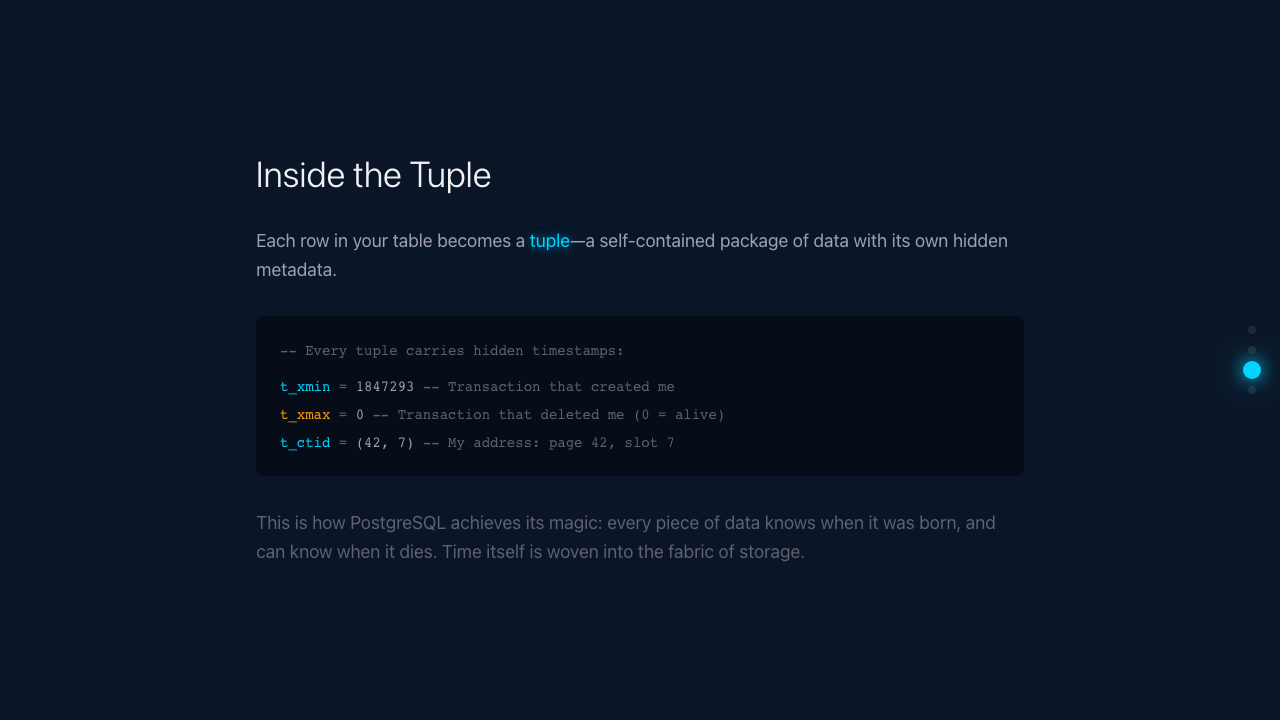 Inside the Tuple
Each row in your table becomes a tuple—a self-contained package of data with its own hidden
metadata.
-- Every tuple carries hidden timestamps:
t_xmin = 1847293 -- Transaction that created me
t_xmax = 0 -- Transaction that deleted me (0 = alive)
t_ctid = (42, 7) -- My address: page 42, slot 7
This is how PostgreSQL achieves its magic: every piece of data knows when it was born, and
can know when it dies. Time itself is woven into the fabric of storage.